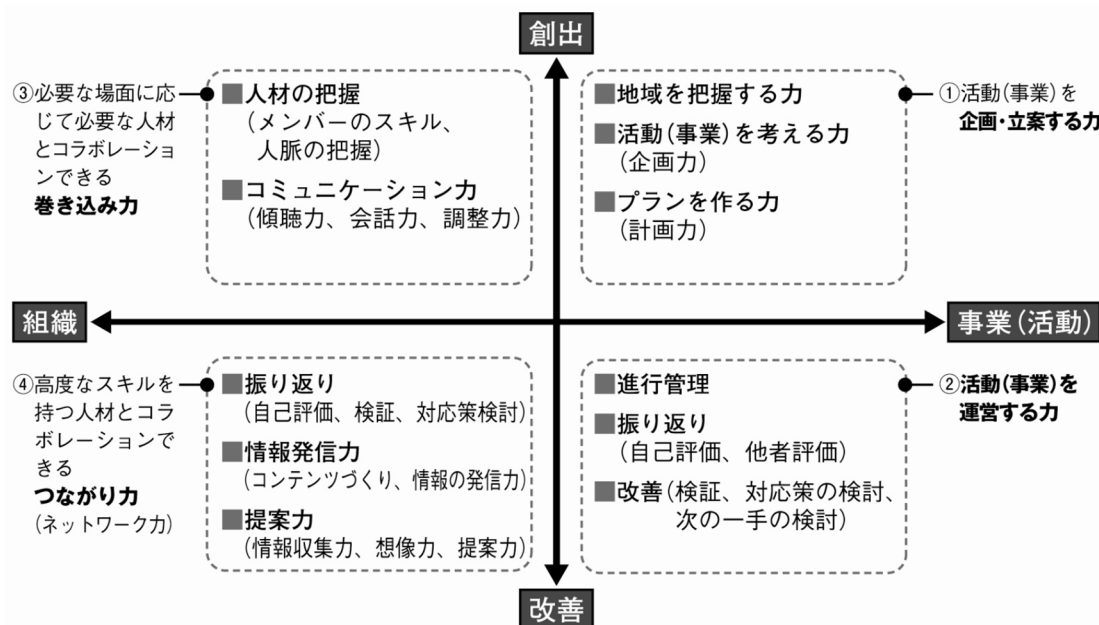 創出
③必要な場面に応
じて必要な人材
とコラボレーショ
ンできる
巻き込み力
■人材の把握
(メンバーのスキル、
人脈の把握)
■コミュニケーション力
(傾聴力、会話力、調整力)
■地域を把握する力
■活動(事業)を考える力
(企画力)
■プランを作る力
(計画力)
①活動(事業)を
企画・立案する力
組織
事業(活動)
④高度なスキルを
持つ人材とコラ
ボレーションで
きる
つながり力
(ネットワーク力)
■振り返り
(自己評価、検証、対応策検討)
■情報発信力
(コンテンツづくり、情報の発信力)
■提案力
(情報収集力、想像力、提案力)
■進行管理
■振り返り
(自己評価、他者評価)
■改善(検証、対応策の検討、
次の一手の検討)
②活動(事業)を
運営する力
改善